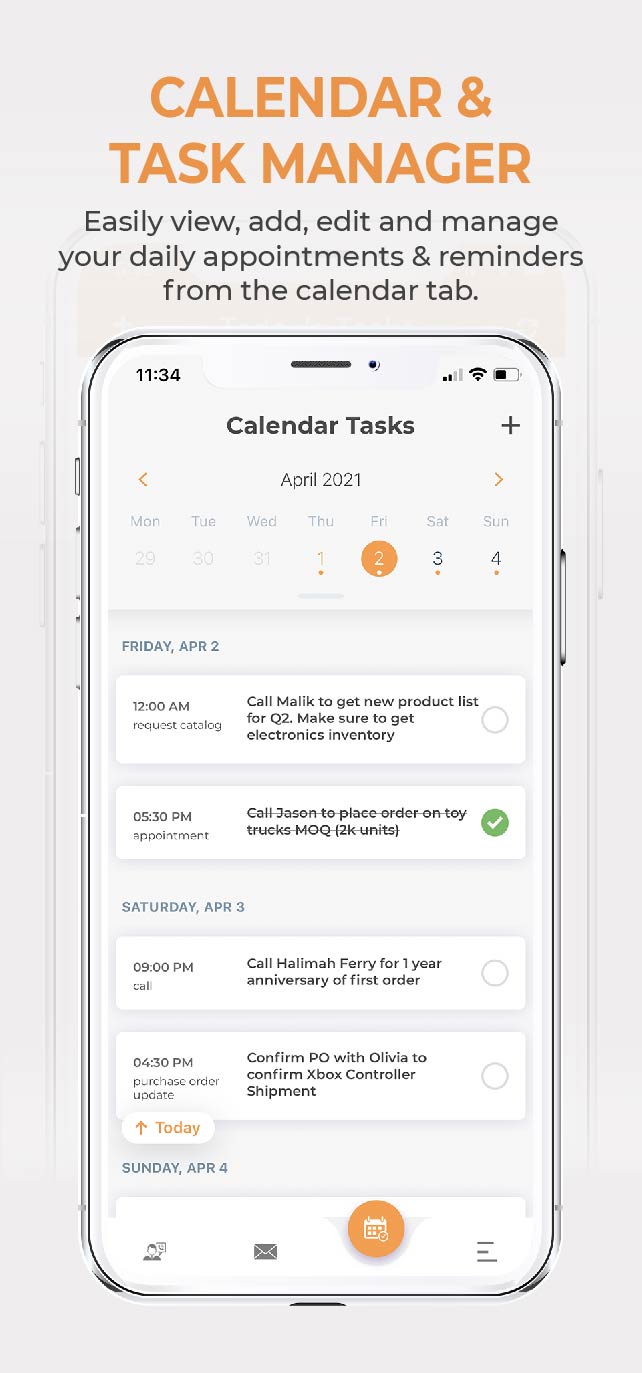 CALENDAR &
TASK MANAGER
Easily view, add, edit and manage
your daily appointments & reminders
from the calendar tab.
11:34
Calendar Tasks +
April 2021
Mon Tue Wed Thu Fri Sat Sun
29 30 31 1 2 3 4
FRIDAY, APR 2
12:00 AM
request catalog
Call Malik to get new product list
for Q2. Make sure to get
electronics inventory
05:30 PM
appointment
Call Jason to place order on toy
trucks MOQ (2k units)
SATURDAY, APR 3
09:00 PM
call
Call Halimah Ferry for 1 year
anniversary of first order
04:30 PM
purchase order
update
Confirm PO with Olivia to
confirm Xbox Controller
Shipment
↑ Today
SUNDAY, APR 4